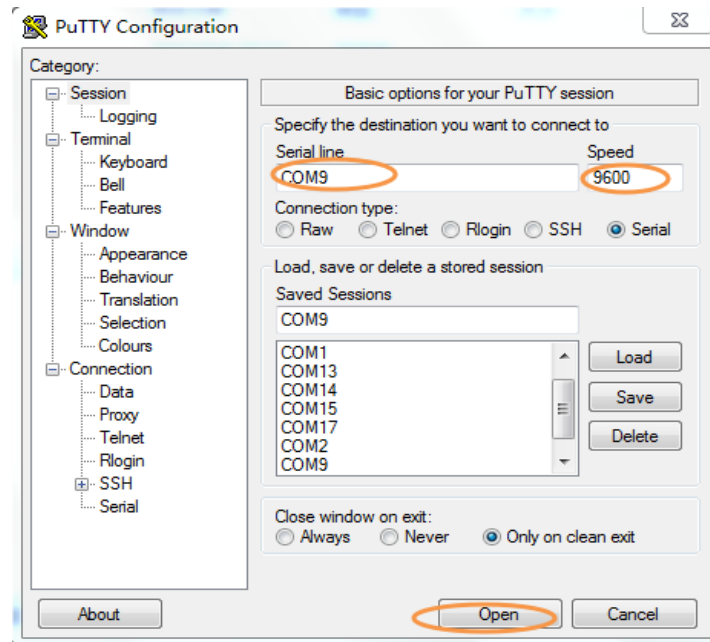 PuTTY Configuration
Category:
Session
Logging
Terminal
Keyboard
Bell
Features
Window
Appearance
Behaviour
Translation
Selection
Colours
Connection
Data
Proxy
Telnet
Rlogin
SSH
Serial
Basic options for your PuTTY session
Specify the destination you want to connect to
Serial line Speed
COM9 9600
Connection type:
Raw Telnet Rlogin SSH Serial
Load, save or delete a stored session
Saved Sessions
COM9
COM1
COM13
COM14
COM15
COM17
COM2
COM9
Load
Save
Delete
Close window on exit:
Always Never Only on clean exit
About Open Cancel